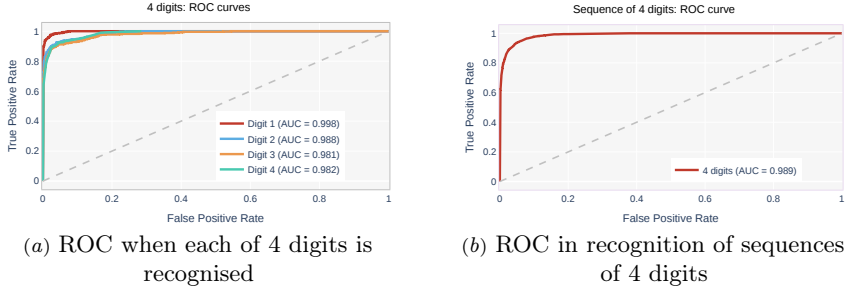 4 digits: ROC curves
True Positive Rate
1
0.8
0.6
0.4
0.2
0
Digit 1 (AUC = 0.998)
Digit 2 (AUC = 0.988)
Digit 3 (AUC = 0.981)
Digit 4 (AUC = 0.982)
0 0.2 0.4 0.6 0.8 1
False Positive Rate
(a) ROC when each of 4 digits is
recognised
Sequence of 4 digits: ROC curve
True Positive Rate
1
0.8
0.6
0.4
0.2
0
4 digits (AUC = 0.989)
0 0.2 0.4 0.6 0.8 1
False Positive Rate
(b) ROC in recognition of sequences
of 4 digits